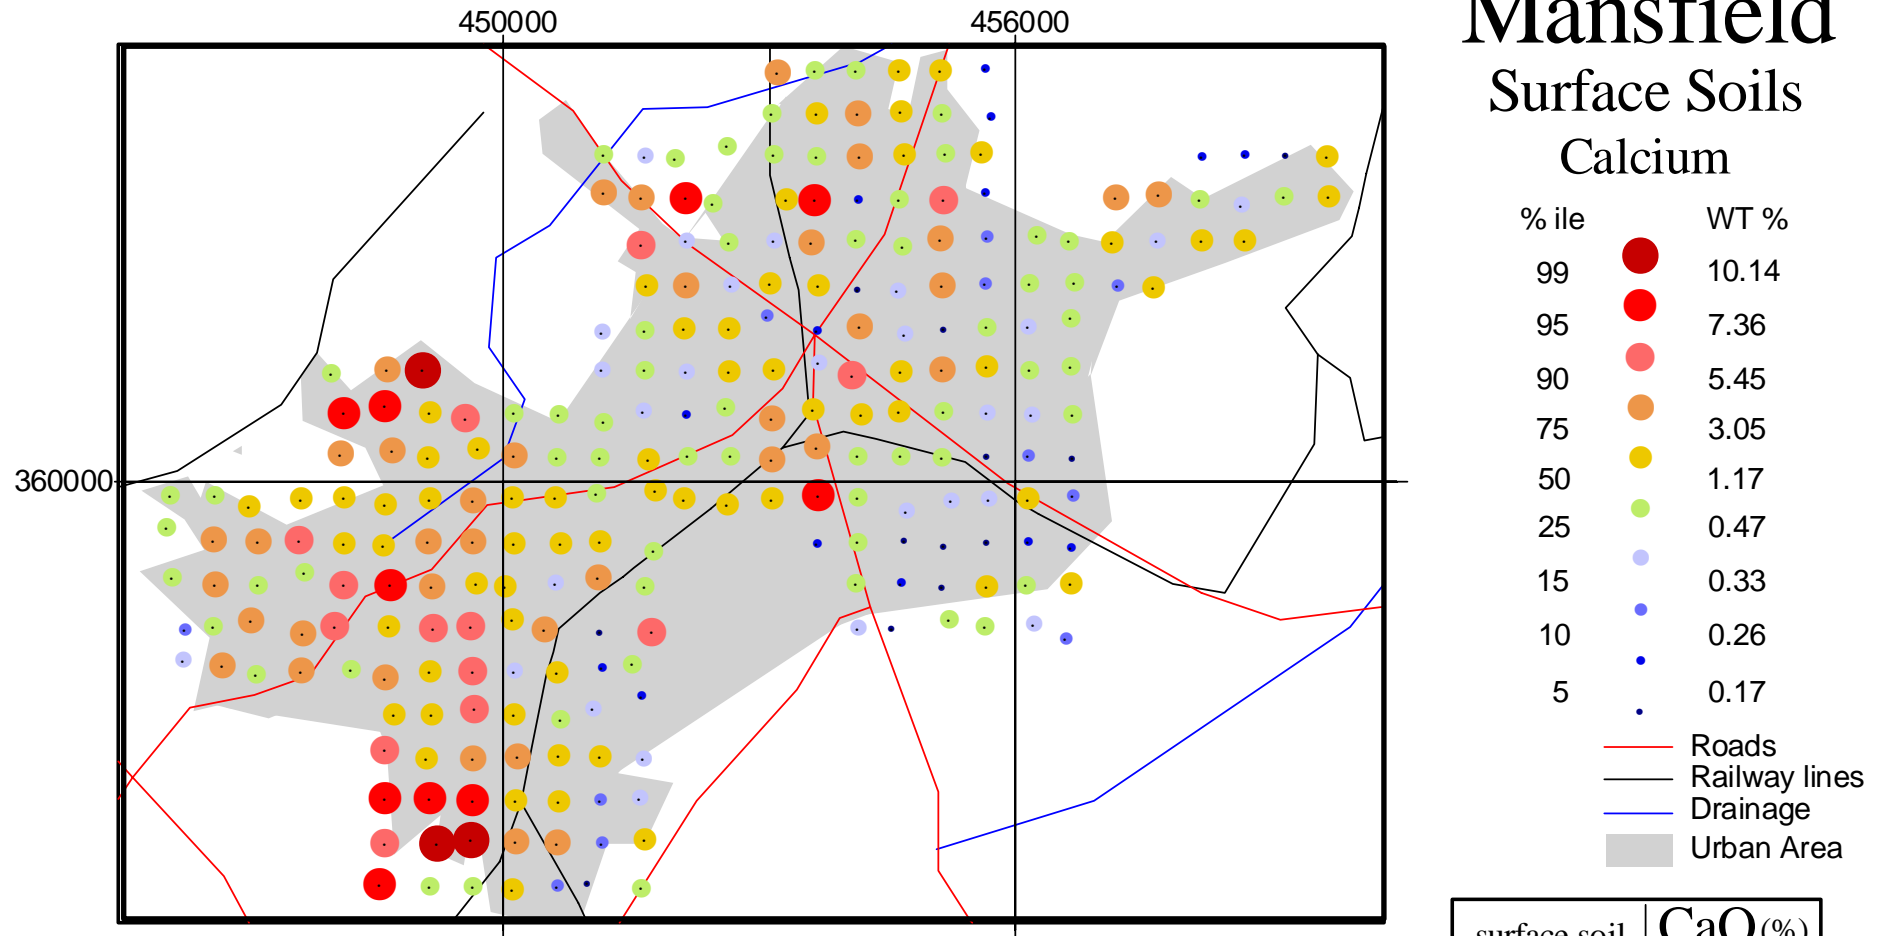 450000 456000
360000
Mansfield
Surface Soils
Calcium
% ile WT %
99 10.14
95 7.36
90 5.45
75 3.05
50 1.17
25 0.47
15 0.33
10 0.26
5 0.17
Roads
Railway lines
Drainage
Urban Area
surface soil CaO(%)